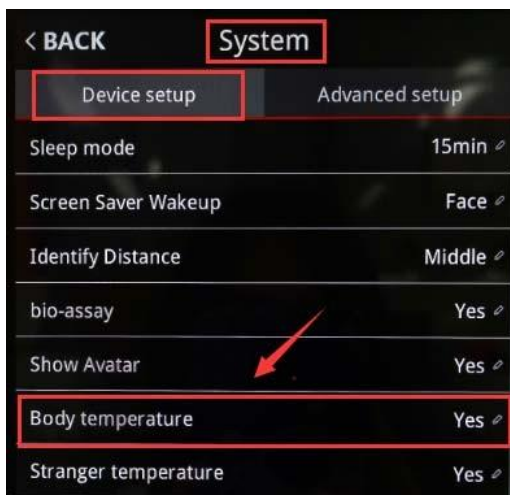 < BACK System
Device setup Advanced setup
Sleep mode 15min
Screen Saver Wakeup Face
Identify Distance Middle
bio-assay Yes
Show Avatar Yes
Body temperature Yes
Stranger temperature Yes